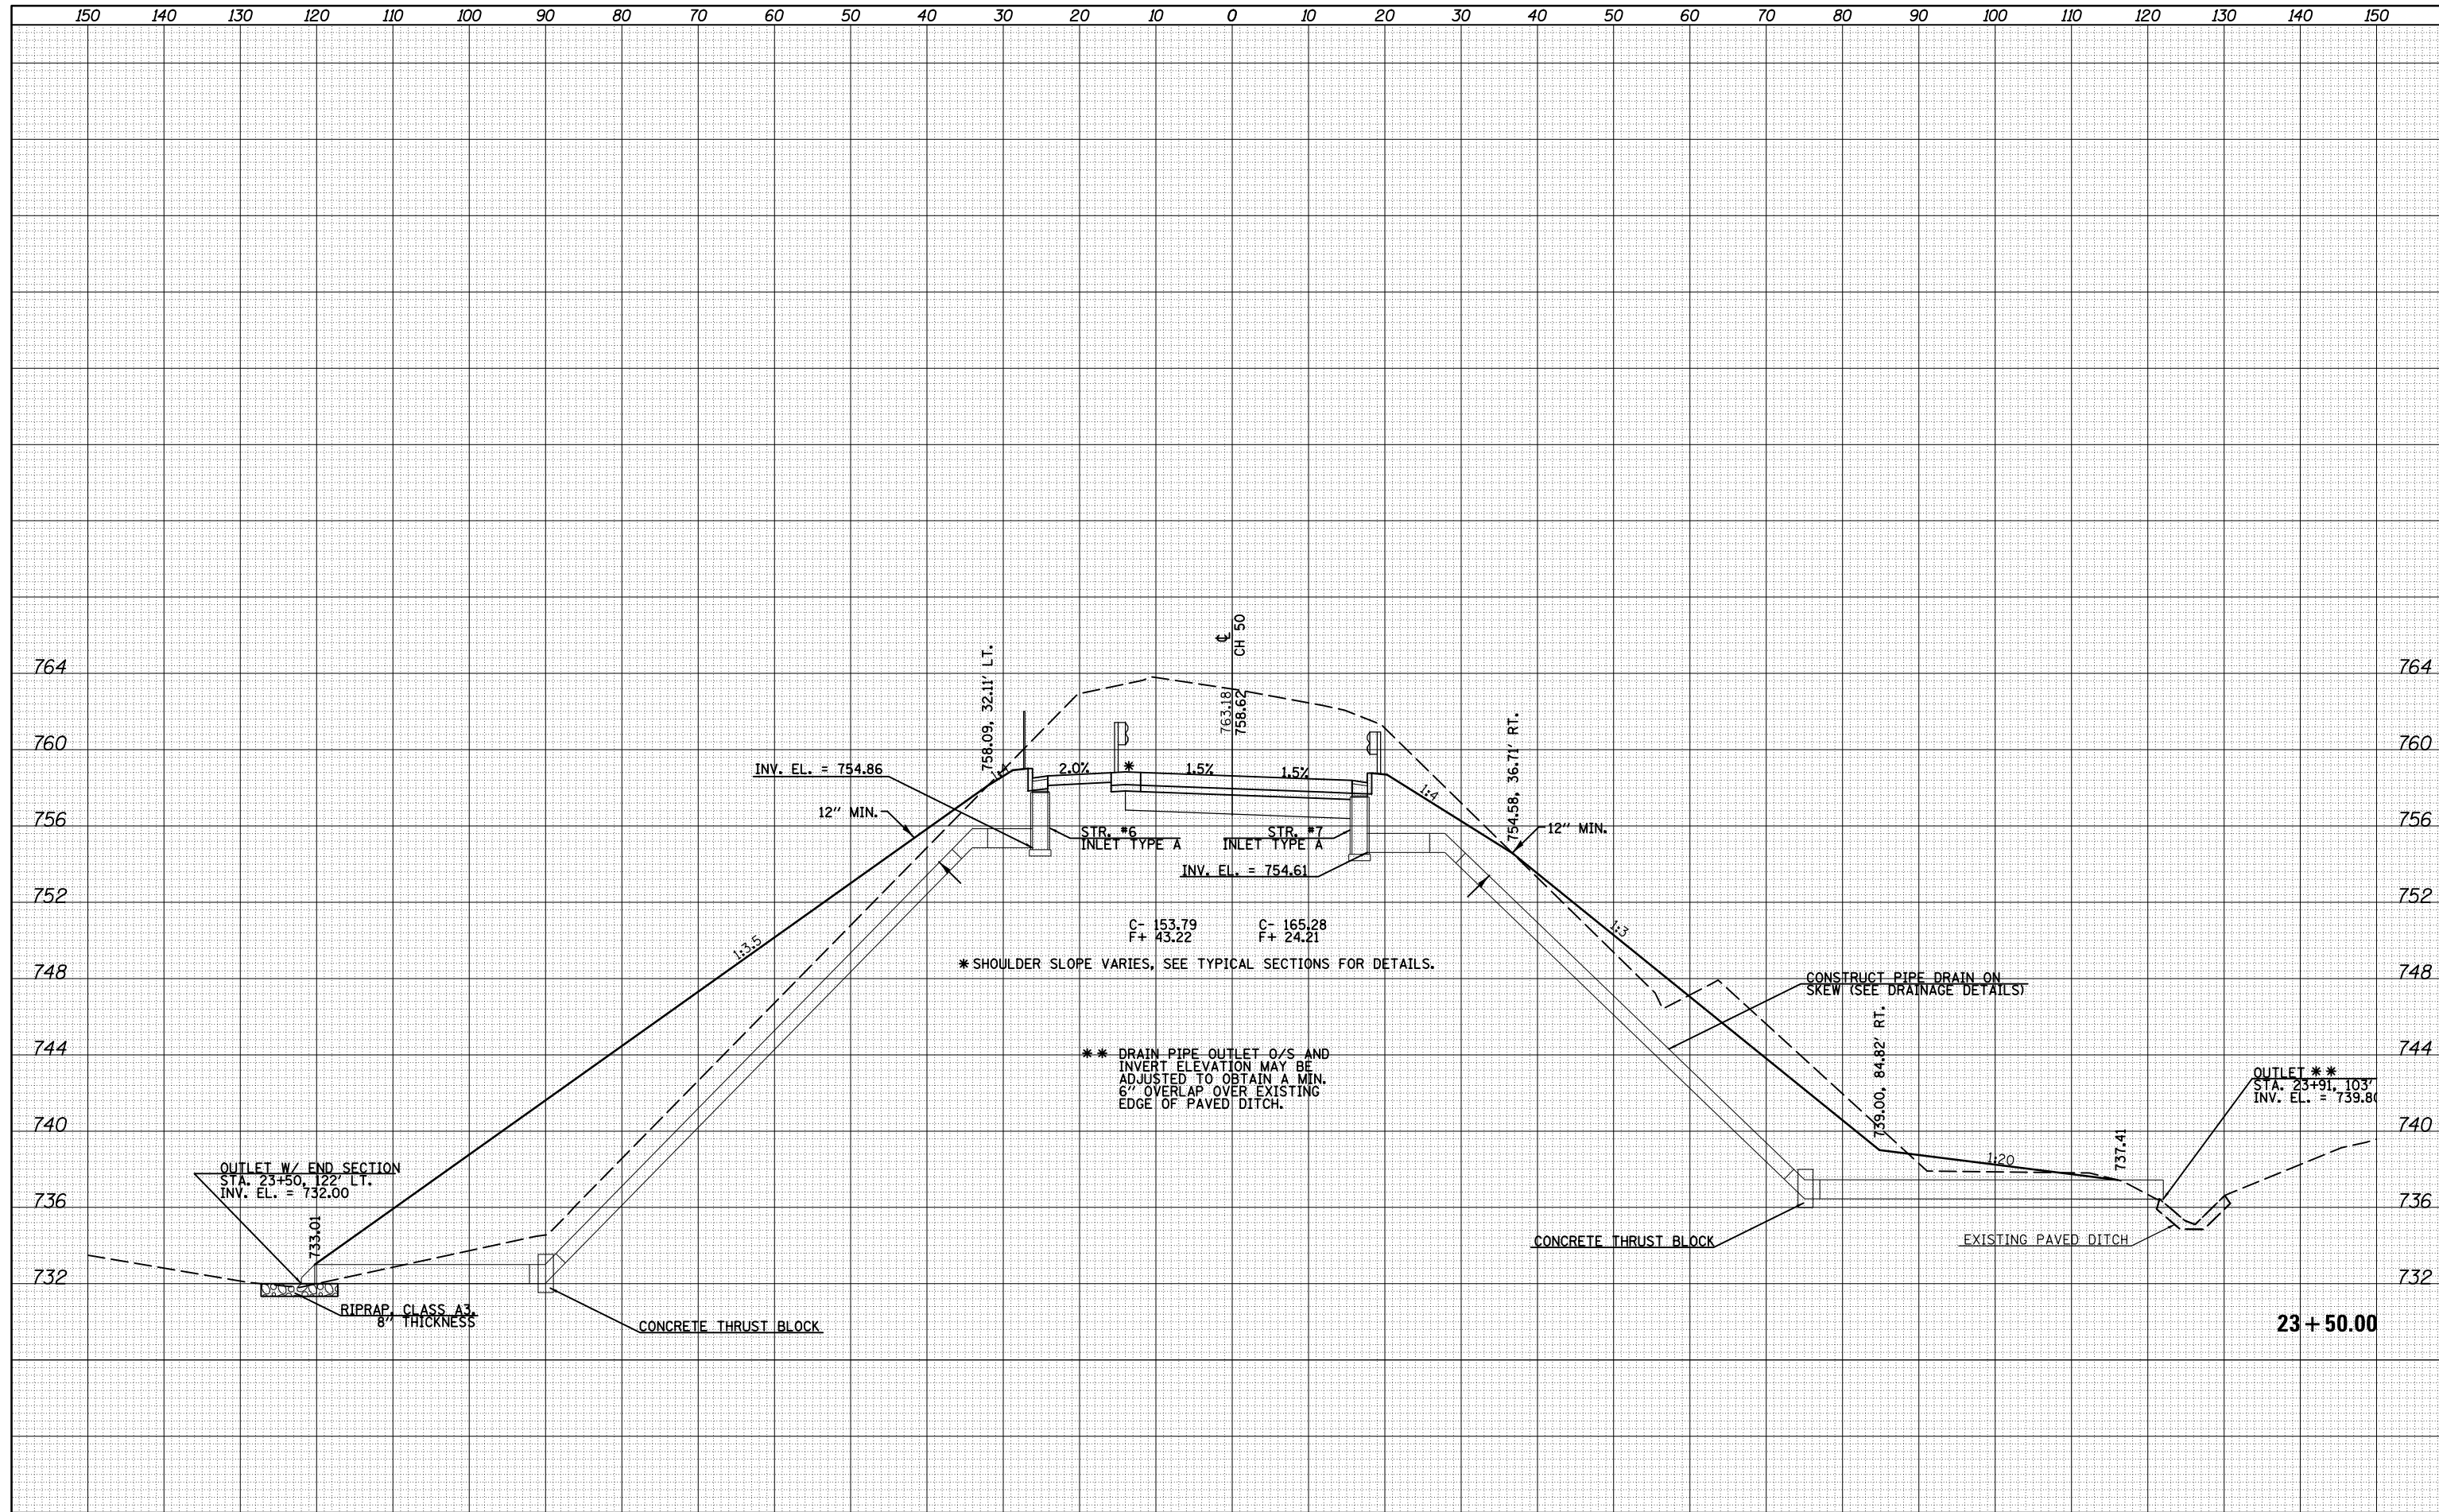 150 140 130 120 110 100 90 80 70 60 50 40 30 20 10 0 10 20 30 40 50 60 70 80 90 100 110 120 130 140 150
℄
CH 50
763.18
758.62
758.09, 32.11' LT.
754.58, 36.71' RT.
739.00, 84.82' RT.
737.41
733.01
764
764
760
760
756
756
752
752
748
748
744
744
740
740
736
736
732
732
INV. EL. = 754.86
12" MIN.
2.0%
*
1.5%
1.5%
1:4
12" MIN.
STR. #6
INLET TYPE A
STR. #7
INLET TYPE A
INV. EL. = 754.61
1:3.5
1:3
C- 153.79
F+ 43.22
C- 165.28
F+ 24.21
* SHOULDER SLOPE VARIES, SEE TYPICAL SECTIONS FOR DETAILS.
CONSTRUCT PIPE DRAIN ON
SKEW (SEE DRAINAGE DETAILS)
** DRAIN PIPE OUTLET O/S AND
INVERT ELEVATION MAY BE
ADJUSTED TO OBTAIN A MIN.
6" OVERLAP OVER EXISTING
EDGE OF PAVED DITCH.
OUTLET **
STA. 23+91, 103'
INV. EL. = 739.80
1:20
OUTLET W/ END SECTION
STA. 23+50, 122' LT.
INV. EL. = 732.00
CONCRETE THRUST BLOCK
EXISTING PAVED DITCH
RIPRAP, CLASS A3,
8" THICKNESS
CONCRETE THRUST BLOCK
23+50.00